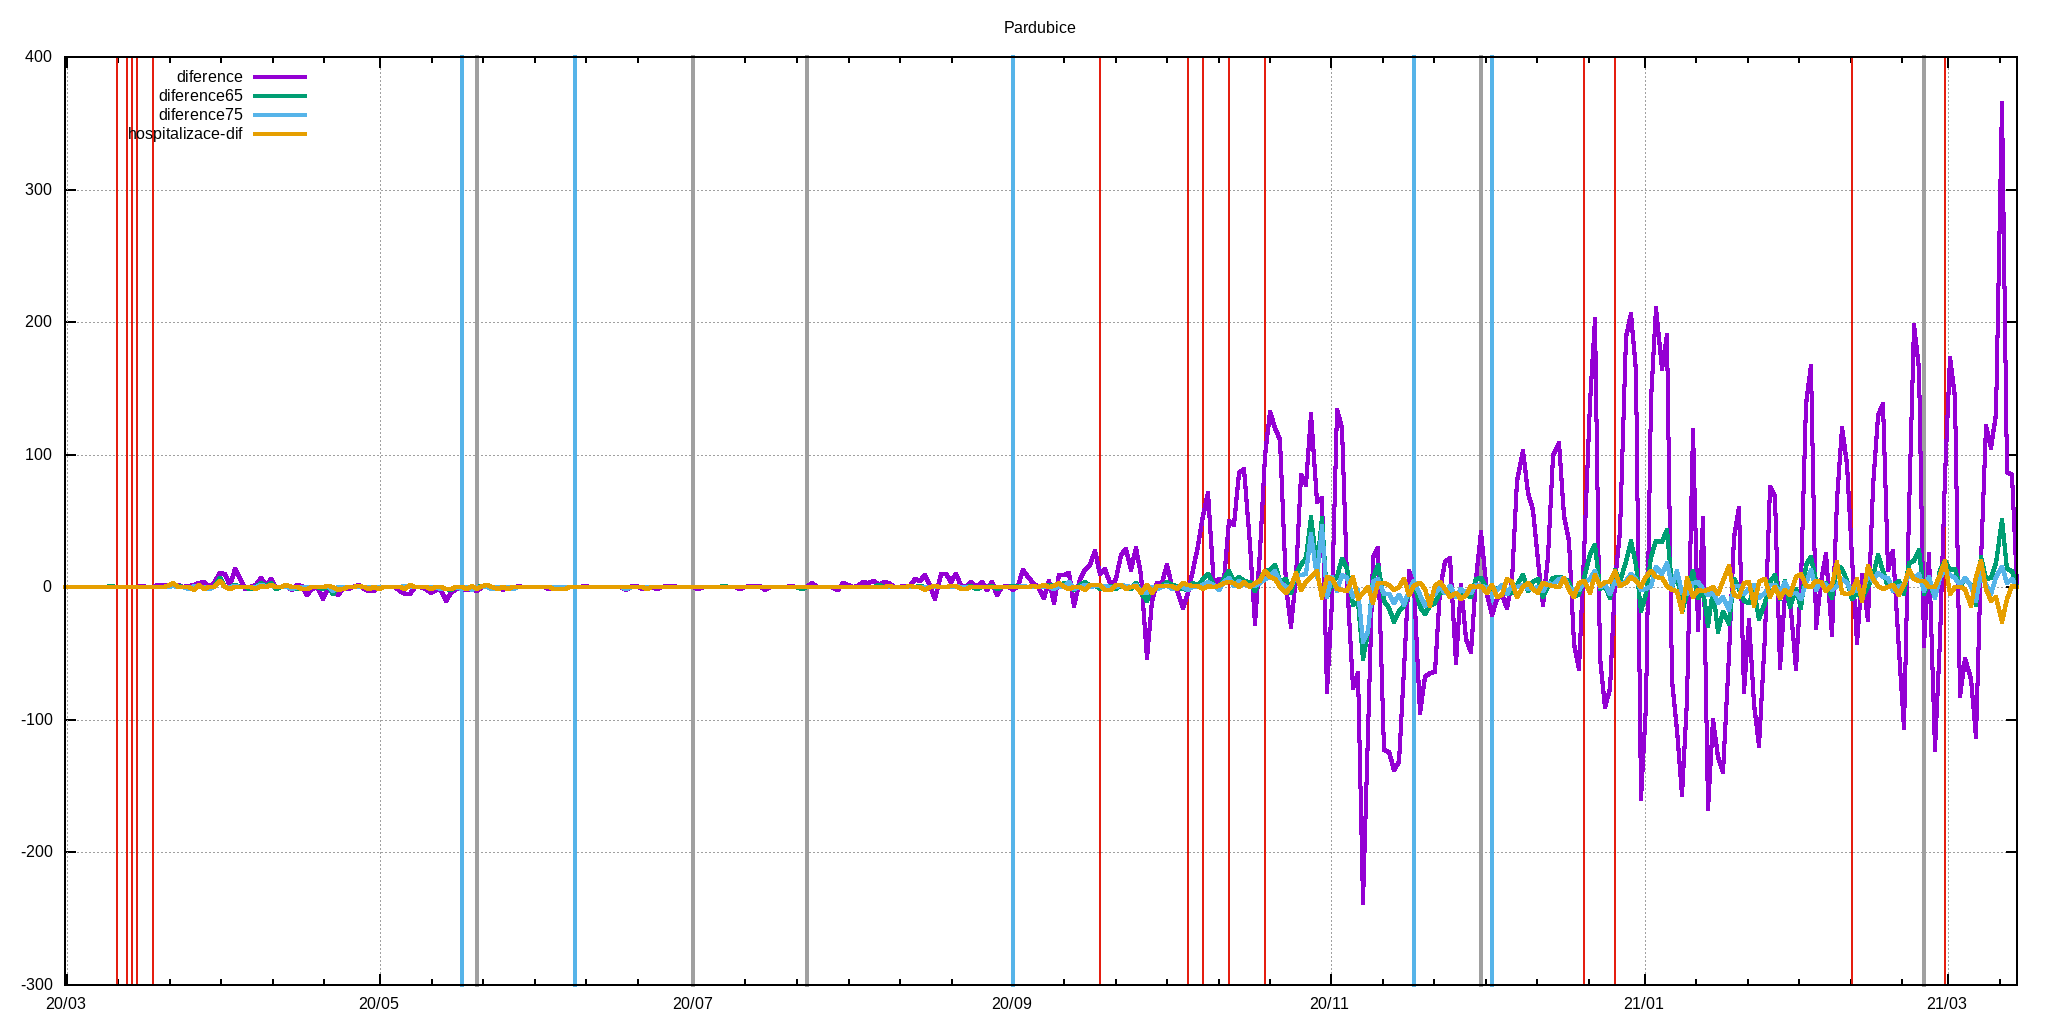 Pardubice
400
diference
diference65
diference75
hospitalizace-dif
300
200
100
0
-100
-200
-300
20/03 20/05 20/07 20/09 20/11 21/01 21/03